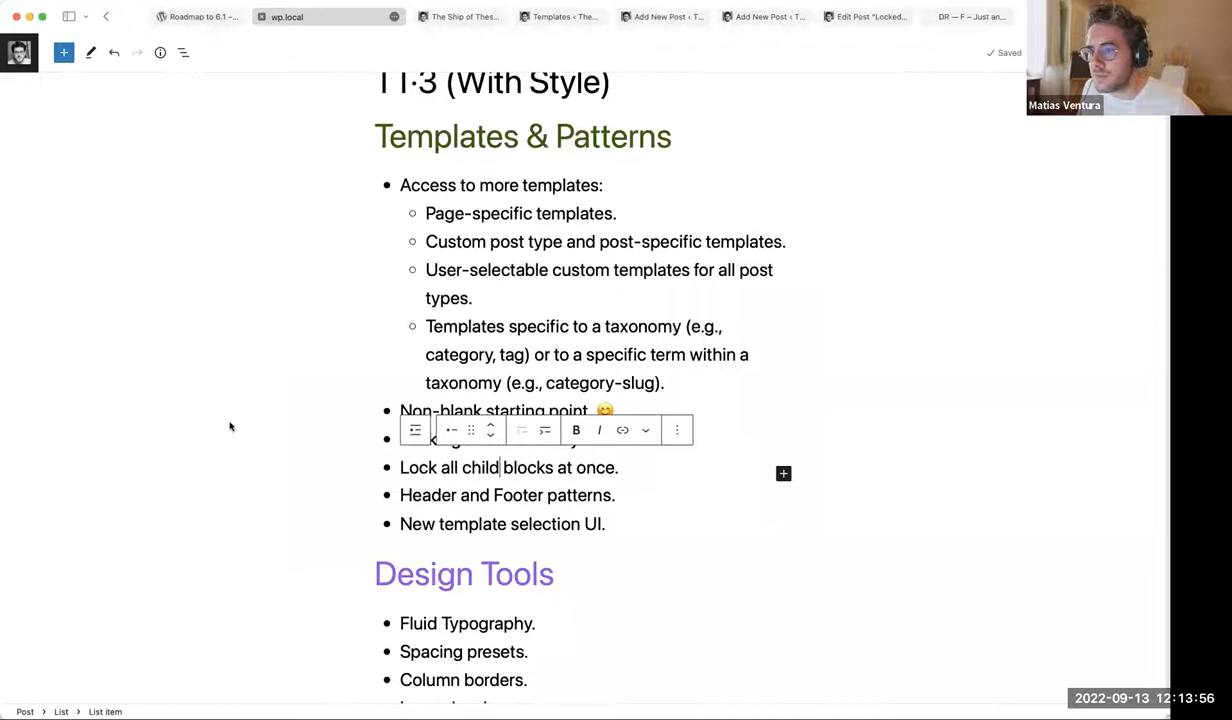 Roadmap to 6.1 –...
wp.local
The Ship of Thes...
Templates ‹ The...
Add New Post ‹ T...
Add New Post ‹ T...
Edit Post "Locked...
DR — F – Just an...
Saved
Matias Ventura
11·3 (With Style)
Templates & Patterns
Access to more templates:
Page-specific templates.
Custom post type and post-specific templates.
User-selectable custom templates for all post
types.
Templates specific to a taxonomy (e.g.,
category, tag) or to a specific term within a
taxonomy (e.g., category-slug).
Non-blank starting point. 😊
B I
Lock all child blocks at once.
Header and Footer patterns.
New template selection UI.
Design Tools
Fluid Typography.
Spacing presets.
Column borders.
Post > List > List item
2022-09-13 12:13:56